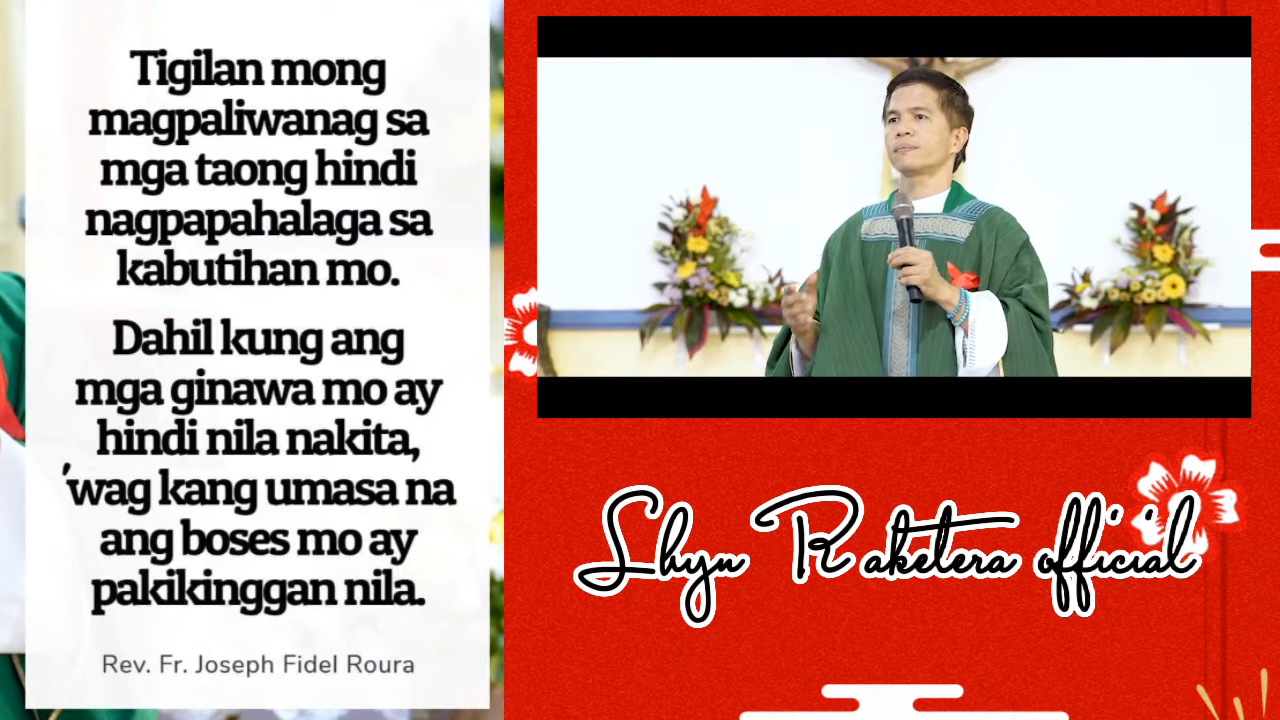 Tigilan mong
magpaliwanag sa
mga taong hindi
nagpapahalaga sa
kabutihan mo.
Dahil kung ang
mga ginawa mo ay
hindi nila nakita,
'wag kang umasa na
ang boses mo ay
pakikinggan nila.
Rev. Fr. Joseph Fidel Roura
Lhyn Raketera official